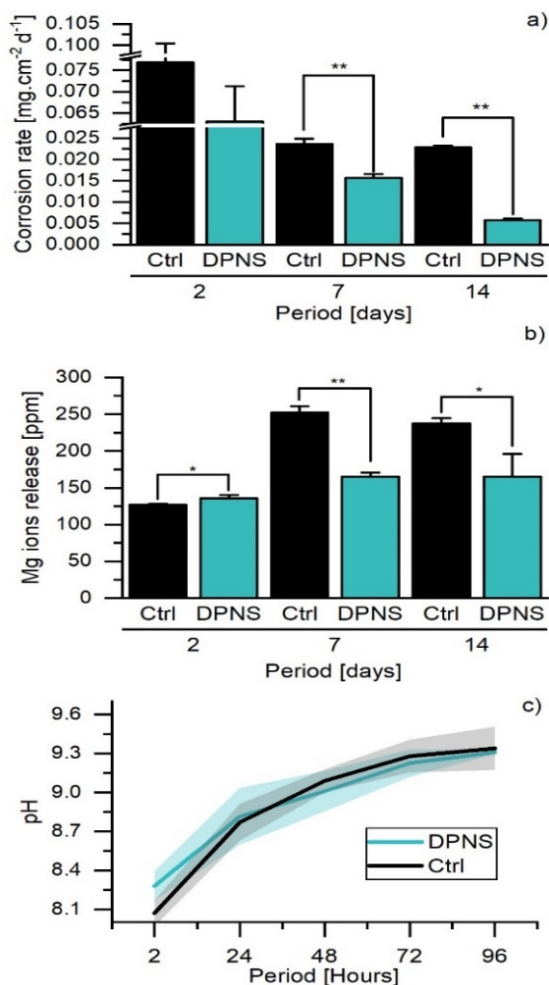 a)
Corrosion rate [mg.cm-2 d-1]
0.105
0.100
0.075
0.070
0.065
0.025
0.020
0.015
0.010
0.005
0.000
**
**
Ctrl DPNS Ctrl DPNS Ctrl DPNS
2 7 14
Period [days]
b)
Mg ions release [ppm]
300
250
200
150
100
50
0
*
**
*
Ctrl DPNS Ctrl DPNS Ctrl DPNS
2 7 14
Period [days]
c)
pH
9.6
9.3
9.0
8.7
8.4
8.1
DPNS
Ctrl
2 24 48 72 96
Period [Hours]